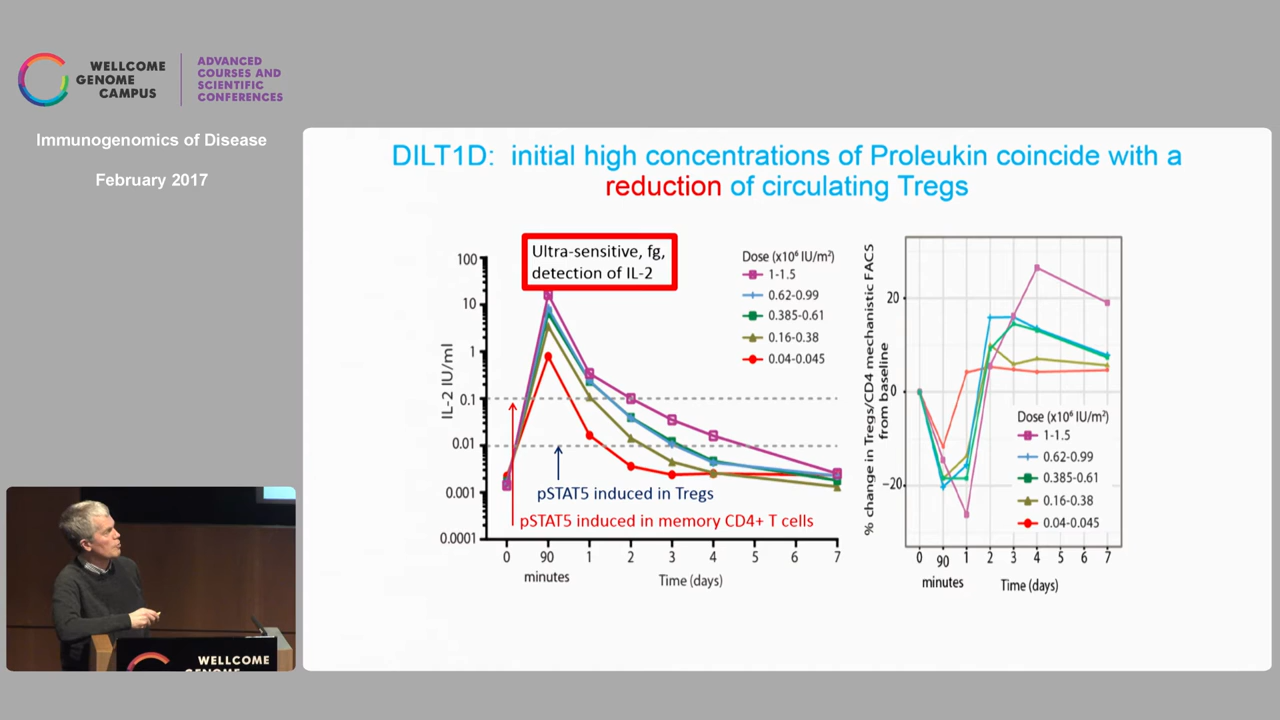 WELLCOME
GENOME
CAMPUS
ADVANCED
COURSES AND
SCIENTIFIC
CONFERENCES
Immunogenomics of Disease
February 2017
DILT1D: initial high concentrations of Proleukin coincide with a
reduction of circulating Tregs
Ultra-sensitive, fg,
detection of IL-2
Dose (x10⁶ IU/m²)
1-1.5
0.62-0.99
0.385-0.61
0.16-0.38
0.04-0.045
IL-2 IU/ml
100
10
1
0.1
0.01
0.001
0.0001
pSTAT5 induced in Tregs
pSTAT5 induced in memory CD4+ T cells
0 90 1 2 3 4 5 6 7
minutes Time (days)
% change in Tregs/CD4 mechanistic FACS
from baseline
20
0
−20
Dose (x10⁶ IU/m²)
1-1.5
0.62-0.99
0.385-0.61
0.16-0.38
0.04-0.045
0 90 1 2 3 4 5 6 7
minutes Time (days)
WELLCOME
GENOME